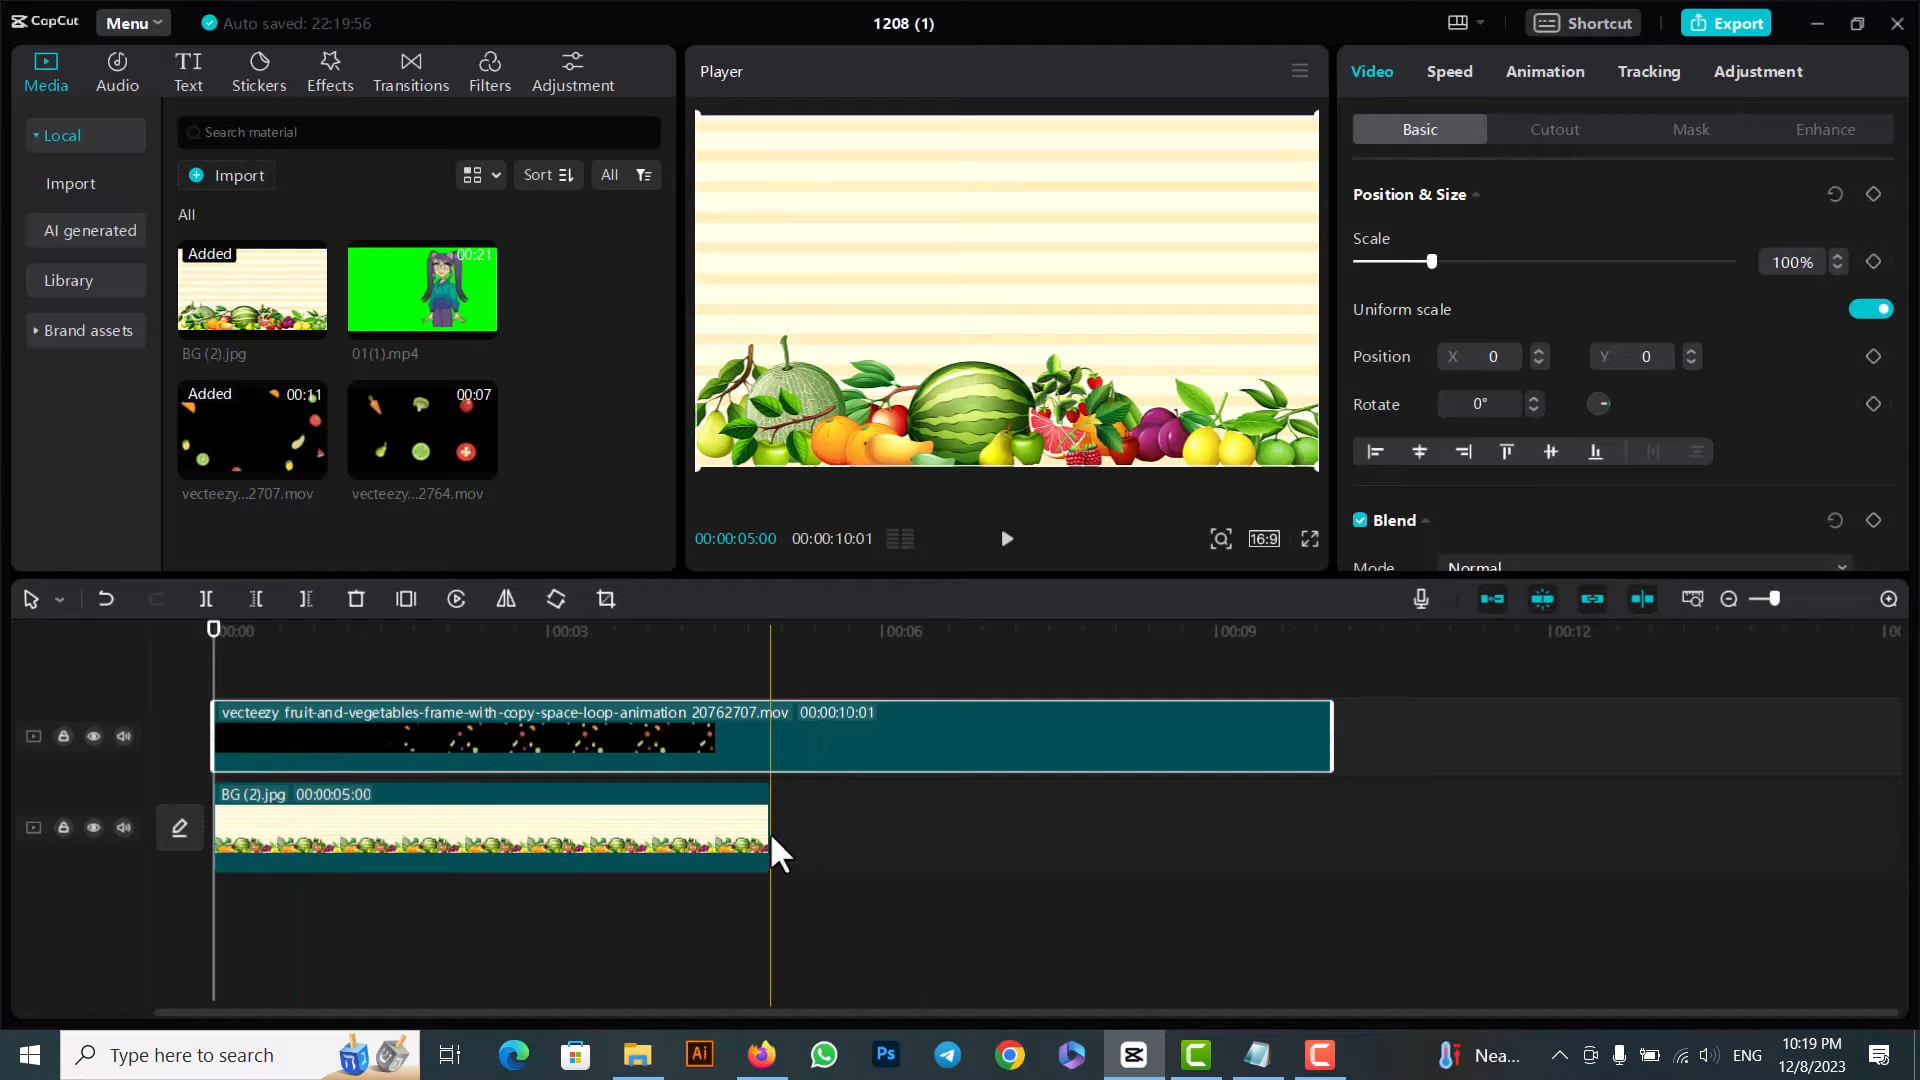 CapCut
Menu
Auto saved: 22:19:56
1208 (1)
Shortcut
Export
Media
Audio
Text
Stickers
Effects
Transitions
Filters
Adjustment
Player
Video
Speed
Animation
Tracking
Adjustment
Local
Import
AI generated
Library
Brand assets
Search material
Import
Sort
All
All
Added
BG (2).jpg
00:21
01(1).mp4
Added
00:11
vecteezy...2707.mov
00:07
vecteezy...2764.mov
00:00:05:00
00:00:10:01
16:9
Basic
Cutout
Mask
Enhance
Position & Size
Scale
100%
Uniform scale
Position
X 0
Y 0
Rotate
0°
Blend
Mode
Normal
00:00
00:03
00:06
00:09
00:12
vecteezy fruit-and-vegetables-frame-with-copy-space-loop-animation 20762707.mov 00:00:10:01
BG (2).jpg 00:00:05:00
Type here to search
Ai
Ps
Nea...
ENG
10:19 PM
12/8/2023